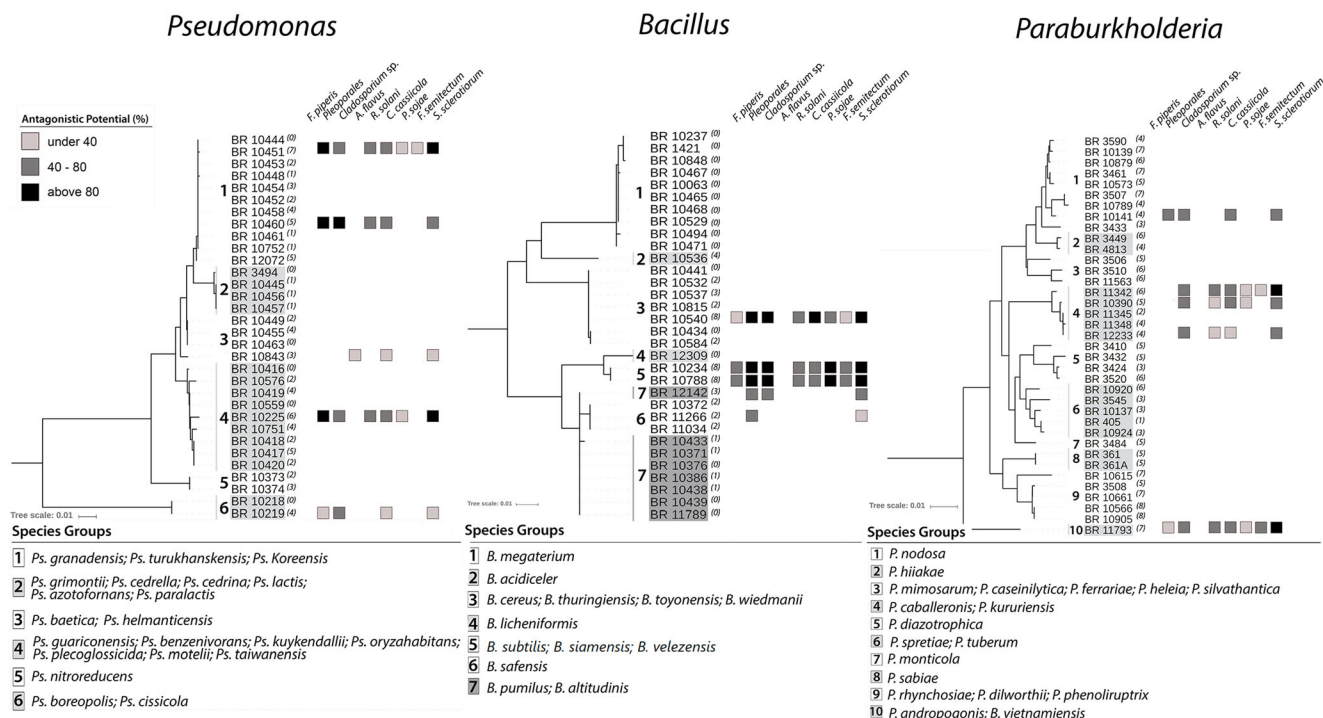 Pseudomonas
Bacillus
Paraburkholderia
Antagonistic Potential (%)
under 40
40 - 80
above 80
F. piperis
Pleoporales
Cladosporium sp.
A. flavus
R. solani
C. cassiicola
P. sojae
F. semitectum
S. sclerotiorum
1
BR 10444 (0)
BR 10451 (7)
BR 10453 (2)
BR 10448 (1)
BR 10454 (3)
BR 10452 (2)
BR 10458 (4)
BR 10460 (5)
BR 10461 (1)
BR 10752 (1)
BR 12072 (5)
2
BR 3494 (0)
BR 10445 (1)
BR 10456 (1)
BR 10457 (1)
3
BR 10449 (2)
BR 10455 (4)
BR 10463 (0)
BR 10843 (3)
4
BR 10416 (0)
BR 10576 (2)
BR 10419 (4)
BR 10559 (0)
BR 10225 (6)
BR 10751 (4)
BR 10418 (2)
BR 10417 (5)
BR 10420 (2)
5
BR 10373 (2)
BR 10374 (3)
6
BR 10218 (0)
BR 10219 (4)
Tree scale: 0.01
Species Groups
1 Ps. granadensis; Ps. turukhanskensis; Ps. Koreensis
2 Ps. grimontii; Ps. cedrella; Ps. cedrina; Ps. lactis;
Ps. azotofornans; Ps. paralactis
3 Ps. baetica; Ps. helmanticensis
4 Ps. guariconensis; Ps. benzenivorans; Ps. kuykendallii; Ps. oryzahabitans;
Ps. plecoglossicida; Ps. motelii; Ps. taiwanensis
5 Ps. nitroreducens
6 Ps. boreopolis; Ps. cissicola
F. piperis
Pleoporales
Cladosporium sp.
A. flavus
R. solani
C. cassiicola
P. sojae
F. semitectum
S. sclerotiorum
1
BR 10237 (0)
BR 1421 (0)
BR 10848 (0)
BR 10467 (0)
BR 10063 (0)
BR 10465 (0)
BR 10468 (0)
BR 10529 (0)
BR 10494 (0)
BR 10471 (0)
2
BR 10536 (4)
3
BR 10441 (0)
BR 10532 (0)
BR 10537 (3)
BR 10815 (2)
BR 10540 (8)
BR 10434 (0)
BR 10584 (2)
4
BR 12309 (0)
5
BR 10234 (8)
BR 10788 (8)
7
BR 12142 (3)
6
BR 10372 (2)
BR 11266 (2)
BR 11034 (2)
7
BR 10433 (1)
BR 10371 (1)
BR 10376 (0)
BR 10386 (1)
BR 10438 (1)
BR 10439 (0)
BR 11789 (0)
Tree scale: 0.01
Species Groups
1 B. megaterium
2 B. acidiceler
3 B. cereus; B. thuringiensis; B. toyonensis; B. wiedmanii
4 B. licheniformis
5 B. subtilis; B. siamensis; B. velezensis
6 B. safensis
7 B. pumilus; B. altitudinis
F. piperis
Pleoporales
Cladosporium sp.
A. flavus
R. solani
C. cassiicola
P. sojae
F. semitectum
S. sclerotiorum
1
BR 3590 (4)
BR 10139 (7)
BR 10879 (6)
BR 3461 (7)
BR 10573 (5)
BR 3507 (7)
BR 10789 (4)
BR 10141 (4)
BR 3433 (3)
2
BR 3449 (6)
BR 4813 (4)
3
BR 3506 (5)
BR 3510 (6)
BR 11563 (6)
4
BR 11342 (6)
BR 10390 (5)
BR 11345 (2)
BR 11348 (4)
BR 12233 (4)
5
BR 3410 (5)
BR 3432 (5)
BR 3424 (3)
BR 3520 (6)
6
BR 10920 (6)
BR 3545 (3)
BR 10137 (3)
BR 405 (1)
BR 10924 (3)
7
BR 3484 (5)
8
BR 361 (5)
BR 361A (5)
9
BR 10615 (7)
BR 3508 (5)
BR 10661 (7)
BR 10566 (8)
BR 10905 (8)
10
BR 11793 (7)
Tree scale: 0.01
Species Groups
1 P. nodosa
2 P. hiiakae
3 P. mimosarum; P. caseinilytica; P. ferrariae; P. heleia; P. silvathantica
4 P. caballeronis; P. kururiensis
5 P. diazotrophica
6 P. spretiae; P. tuberum
7 P. monticola
8 P. sabiae
9 P. rhynchosiae; P. dilworthii; P. phenoliruptrix
10 P. andropogonis; B. vietnamiensis